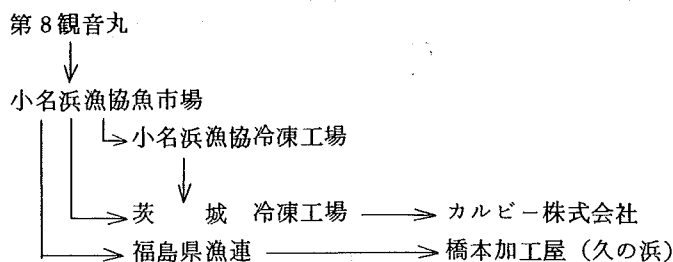 第8観音丸
小名浜漁協魚市場
小名浜漁協冷凍工場
茨　城　冷凍工場　カルビー株式会社
福島県漁連　橋本加工屋（久の浜）